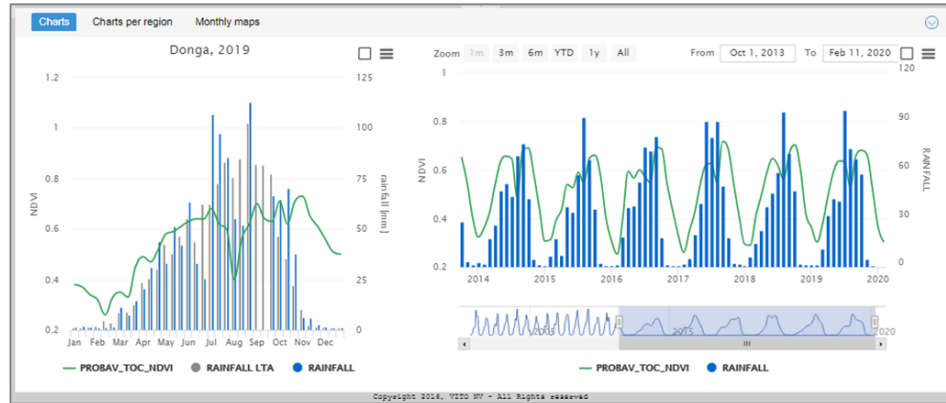 Charts Charts per region Monthly maps
Donga, 2019
1.2
1
0.8
0.6
0.4
0.2
NDVI
125
100
75
50
25
0
rainfall [mm]
Jan Feb Mar Apr May Jun Jul Aug Sep Oct Nov Dec
PROBAV_TOC_NDVI RAINFALL LTA RAINFALL
Zoom 1m 3m 6m YTD 1y All From Oct 1, 2013 To Feb 11, 2020
1
0.8
0.6
0.4
0.2
NDVI
120
90
60
30
0
RAINFALL
2014 2015 2016 2017 2018 2019 2020
2005 2015 2020
PROBAV_TOC_NDVI RAINFALL
Copyright 2016, VITO NV - All Rights reserved